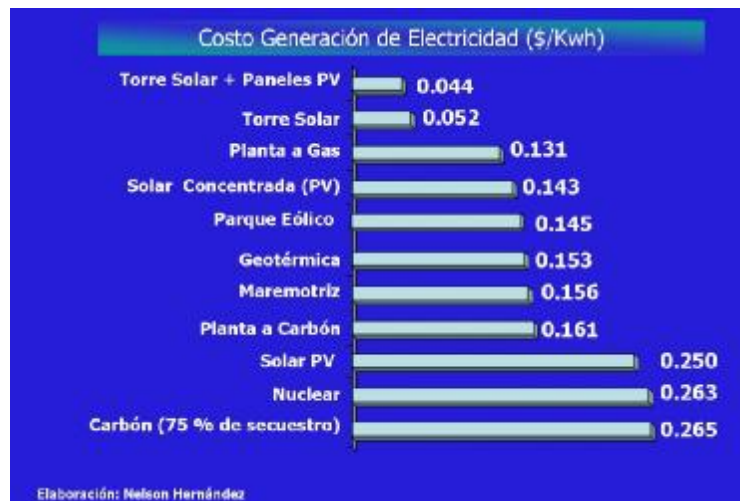 Costo Generación de Electricidad ($/Kwh)
Torre Solar + Paneles PV 0.044
Torre Solar 0.052
Planta a Gas 0.131
Solar Concentrada (PV) 0.143
Parque Eólico 0.145
Geotérmica 0.153
Maremotriz 0.156
Planta a Carbón 0.161
Solar PV 0.250
Nuclear 0.263
Carbón (75 % de secuestro) 0.265
Elaboración: Nelson Hernández